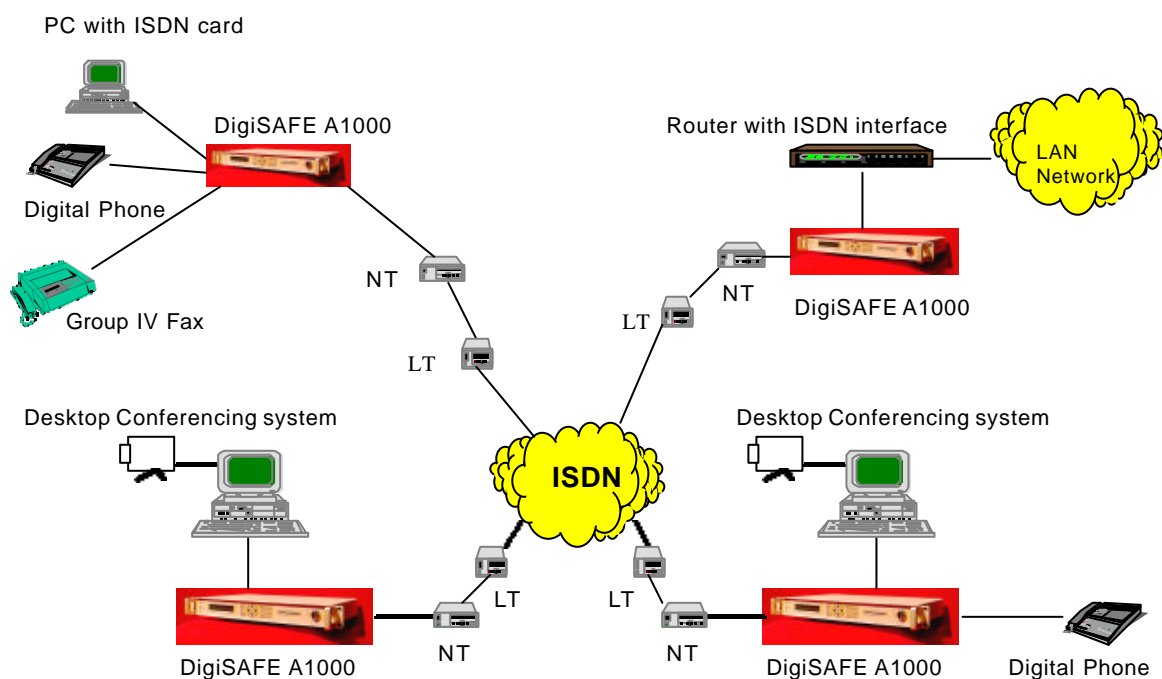 PC with ISDN card
DigiSAFE A1000
Router with ISDN interface
LAN
Network
Digital Phone
NT
NT
DigiSAFE A1000
Group IV Fax
LT
LT
Desktop Conferencing system
Desktop Conferencing system
ISDN
LT
LT
NT
NT
DigiSAFE A1000
DigiSAFE A1000
Digital Phone